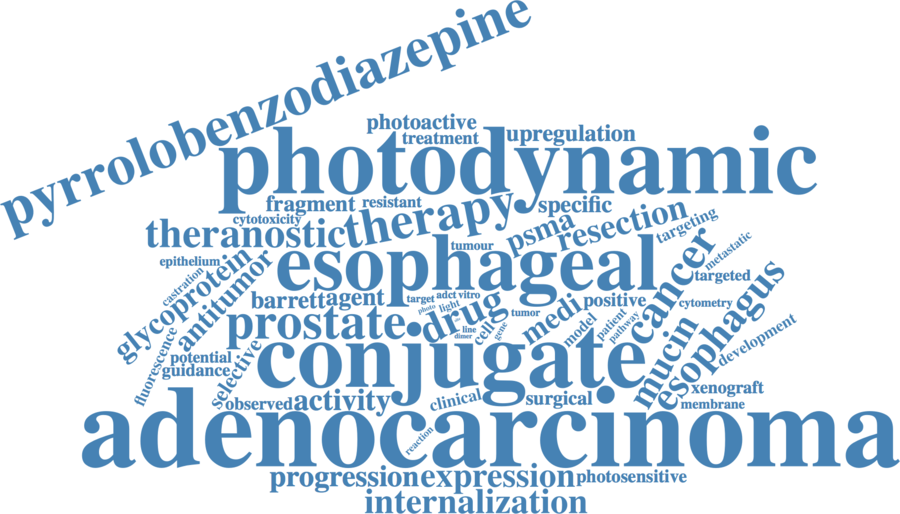 pyrrolobenzodiazepine
photoactive
treatment
upregulation
photodynamic
fragment
resistant
cytotoxicity
therapy
specific
theranostic
psma
resection
targeting
epithelium
tumour
esophageal
cancer
metastatic
castration
glycoprotein
antitumor
barrett
agent
target
adct
vitro
photo
light
drug
tumor
medi
positive
targeted
cytometry
esophagus
prostate
line
dimer
cell
gene
model
patient
pathway
mucin
development
fluorescence
potential
guidance
selective
conjugate
xenograft
membrane
observed
activity
clinical
surgical
adenocarcinoma
reaction
progression
expression
photosensitive
internalization